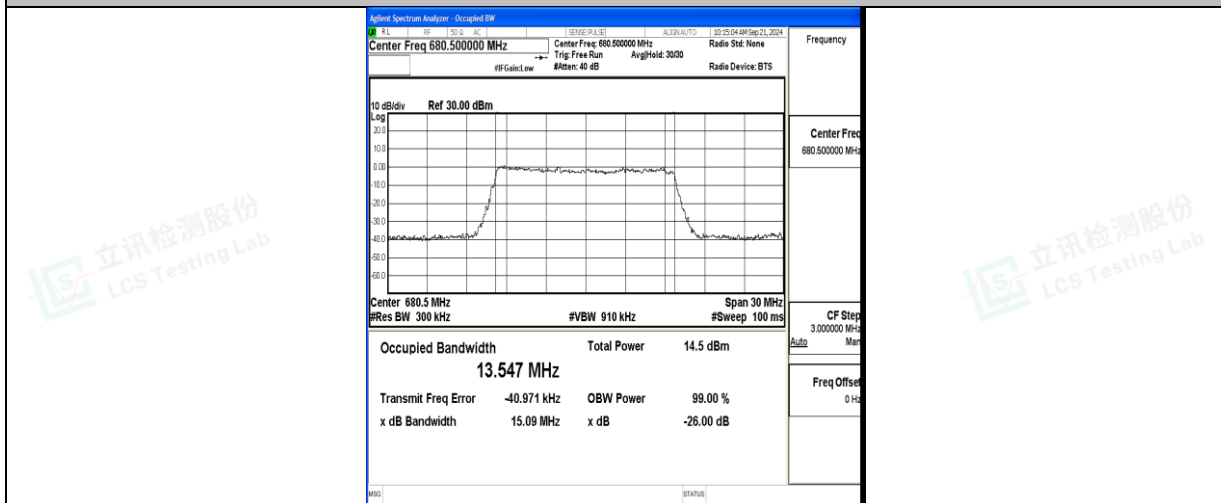 Agilent Spectrum Analyzer - Occupied BW
RL RF 50 Ω AC SENSE:PULSE ALIGN AUTO 10:15:04 AM Sep 21, 2024
Center Freq 680.500000 MHz
Center Freq: 680.500000 MHz
Radio Std: None
Trig: Free Run Avg|Hold: 30/30
#IFGain:Low
#Atten: 40 dB
Radio Device: BTS
10 dB/div Ref 30.00 dBm
Log
20.0
10.0
0.00
-10.0
-20.0
-30.0
-40.0
-50.0
-60.0
Center 680.5 MHz Span 30 MHz
#Res BW 300 kHz #VBW 910 kHz #Sweep 100 ms
Occupied Bandwidth Total Power 14.5 dBm
13.547 MHz
Transmit Freq Error -40.971 kHz OBW Power 99.00 %
x dB Bandwidth 15.09 MHz x dB -26.00 dB
MSG STATUS
Frequency
Center Freq
680.500000 MHz
CF Step
3.000000 MHz
Auto Man
Freq Offset
0 Hz
立讯检测股份
LCS Testing Lab
立讯检测股份
LCS Testing Lab